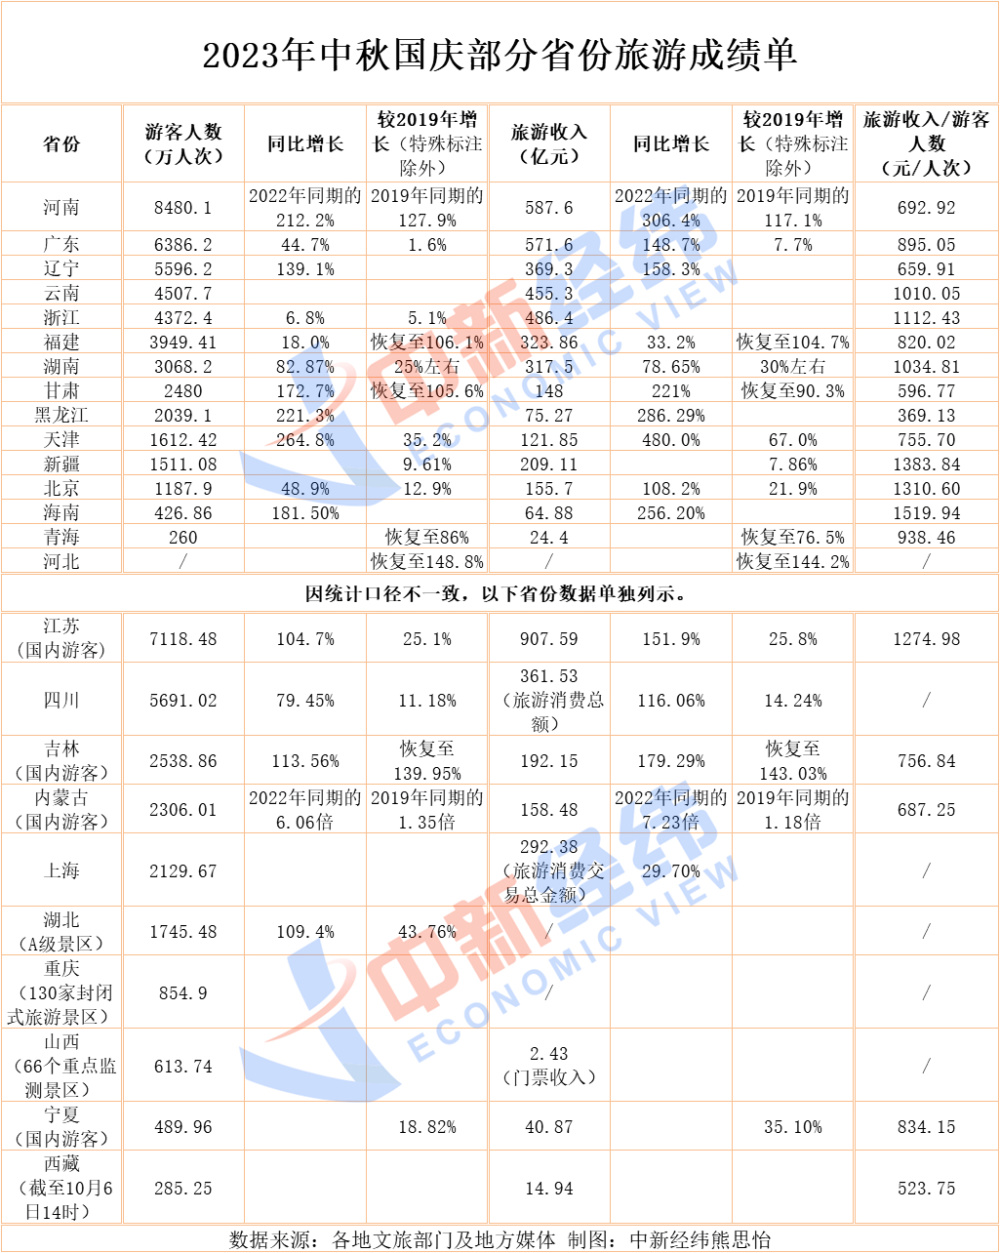 2023年中秋国庆部分省份旅游成绩单
省份 游客人数（万人次） 同比增长 较2019年增长（特殊标注除外） 旅游收入（亿元） 同比增长 较2019年增长（特殊标注除外） 旅游收入/游客人数（元/人次）
河南 8480.1 2022年同期的212.2% 2019年同期的127.9% 587.6 2022年同期的306.4% 2019年同期的117.1% 692.92
广东 6386.2 44.7% 1.6% 571.6 148.7% 7.7% 895.05
辽宁 5596.2 139.1% 369.3 158.3% 659.91
云南 4507.7 455.3 1010.05
浙江 4372.4 6.8% 5.1% 486.4 1112.43
福建 3949.41 18.0% 恢复至106.1% 323.86 33.2% 恢复至104.7% 820.02
湖南 3068.2 82.87% 25%左右 317.5 78.65% 30%左右 1034.81
甘肃 2480 172.7% 恢复至105.6% 148 221% 恢复至90.3% 596.77
黑龙江 2039.1 221.3% 75.27 286.29% 369.13
天津 1612.42 264.8% 35.2% 121.85 480.0% 67.0% 755.70
新疆 1511.08 9.61% 209.11 7.86% 1383.84
北京 1187.9 48.9% 12.9% 155.7 108.2% 21.9% 1310.60
海南 426.86 181.50% 64.88 256.20% 1519.94
青海 260 恢复至86% 24.4 恢复至76.5% 938.46
河北 / 恢复至148.8% / 恢复至144.2% /
因统计口径不一致，以下省份数据单独列示。
江苏（国内游客） 7118.48 104.7% 25.1% 907.59 151.9% 25.8% 1274.98
四川 5691.02 79.45% 11.18% 361.53（旅游消费总额） 116.06% 14.24% /
吉林（国内游客） 2538.86 113.56% 恢复至139.95% 192.15 179.29% 恢复至143.03% 756.84
内蒙古（国内游客） 2306.01 2022年同期的6.06倍 2019年同期的1.35倍 158.48 2022年同期的7.23倍 2019年同期的1.18倍 687.25
上海 2129.67 292.38（旅游消费交易总金额） 29.70% /
湖北（A级景区） 1745.48 109.4% 43.76% / /
重庆（130家封闭式旅游景区） 854.9 / /
山西（66个重点监测景区） 613.74 2.43（门票收入） /
宁夏（国内游客） 489.96 18.82% 40.87 35.10% 834.15
西藏（截至10月6日14时） 285.25 14.94 523.75
数据来源：各地文旅部门及地方媒体 制图：中新经纬熊思怡
中新经纬
ECONOMIC VIEW
中新经纬
ECONOMIC VIEW